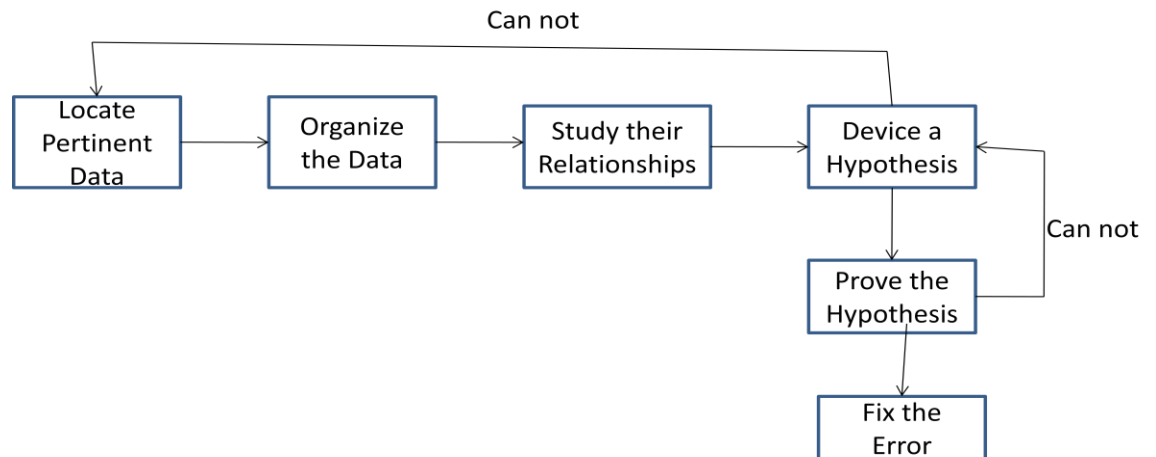 Can not
Locate
Pertinent
Data
Organize
the Data
Study their
Relationships
Device a
Hypothesis
Can not
Prove the
Hypothesis
Fix the
Error